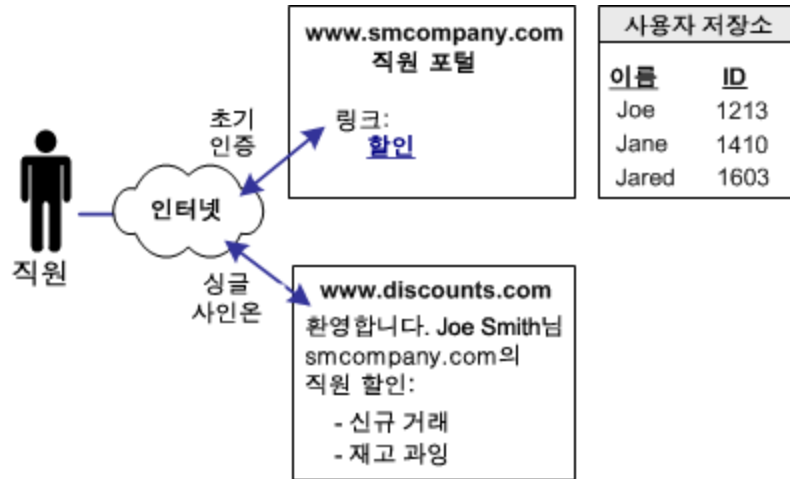 www.smcompany.com
직원 포털
링크:
할인
사용자 저장소
이름 ID
Joe 1213
Jane 1410
Jared 1603
초기
인증
인터넷
직원
싱글
사인온
www.discounts.com
환영합니다. Joe Smith님
smcompany.com의
직원 할인:
- 신규 거래
- 재고 과잉